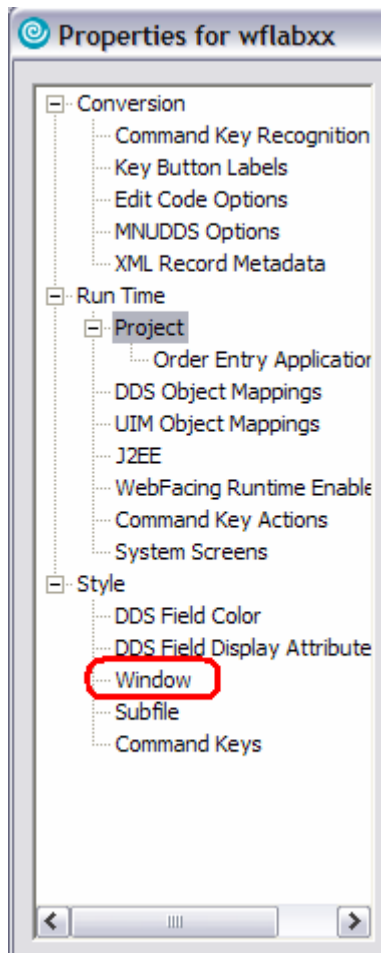 Properties for wflabxx
Conversion
Command Key Recognition
Key Button Labels
Edit Code Options
MNUDDS Options
XML Record Metadata
Run Time
Project
Order Entry Application
DDS Object Mappings
UIM Object Mappings
J2EE
WebFacing Runtime Enable
Command Key Actions
System Screens
Style
DDS Field Color
DDS Field Display Attribute
Window
Subfile
Command Keys